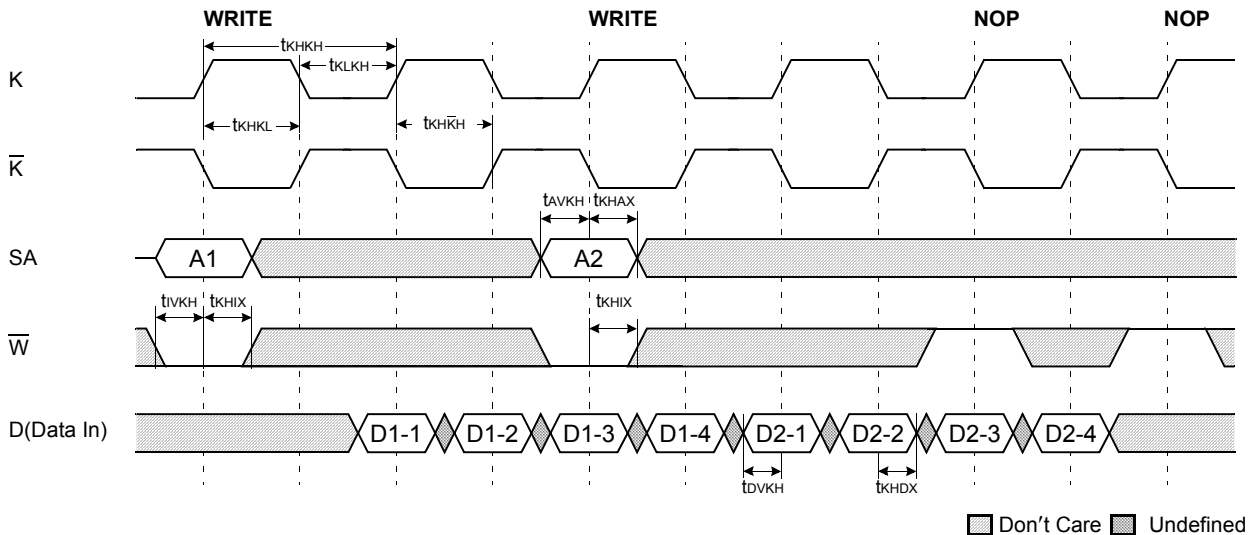 WRITE WRITE NOP NOP
tKHKH
K tKLKH
tKHKL tKHK̅H
K̅
tAVKH tKHAX
SA A1 A2
tIVKH tKHIX tKHIX
W̅
D(Data In) D1-1 D1-2 D1-3 D1-4 D2-1 D2-2 D2-3 D2-4
tDVKH tKHDX
Don't Care Undefined